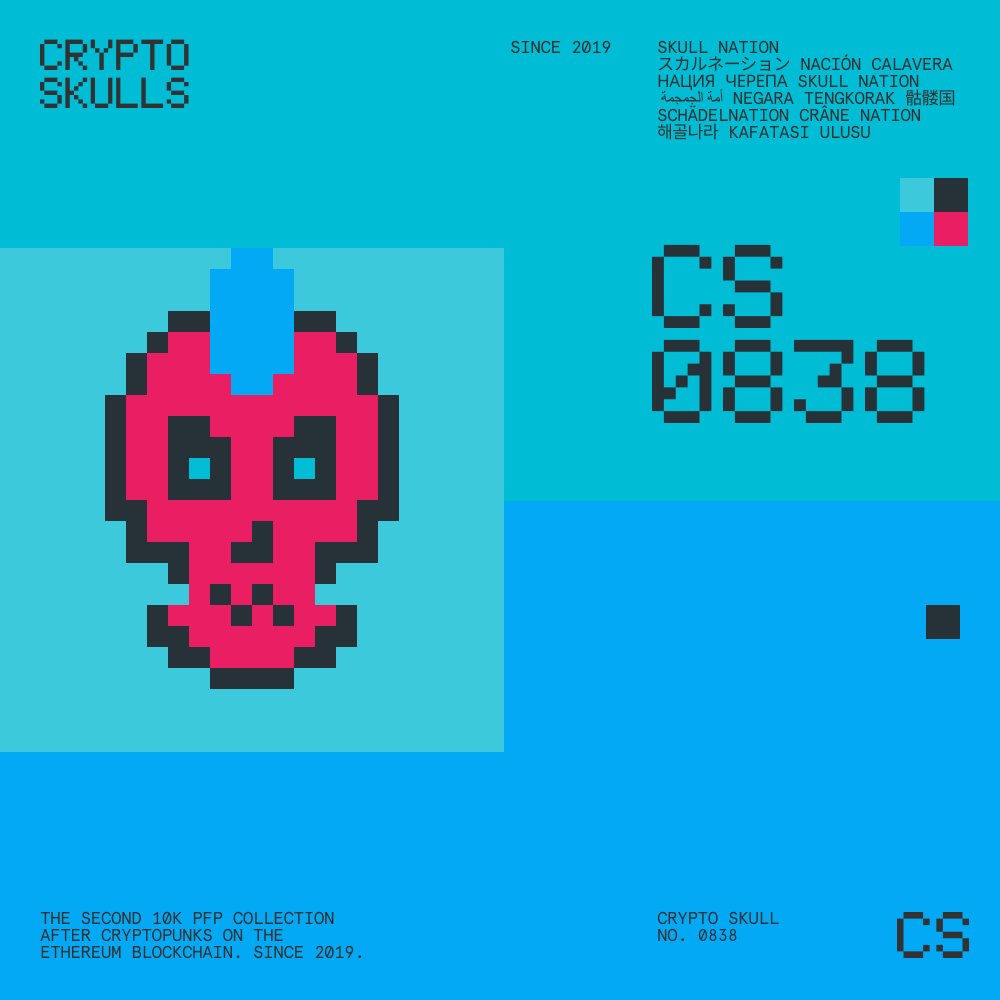 CRYPTO
SKULLS
SINCE 2019
SKULL NATION
スカルネーション NACIÓN CALAVERA
НАЦИЯ ЧЕРЕПА SKULL NATION
أمة الجمجمة NEGARA TENGKORAK 骷髅国
SCHÄDELNATION CRÂNE NATION
해골나라 KAFATASI ULUSU
CS
0838
THE SECOND 10K PFP COLLECTION
AFTER CRYPTOPUNKS ON THE
ETHEREUM BLOCKCHAIN. SINCE 2019.
CRYPTO SKULL
NO. 0838
CS